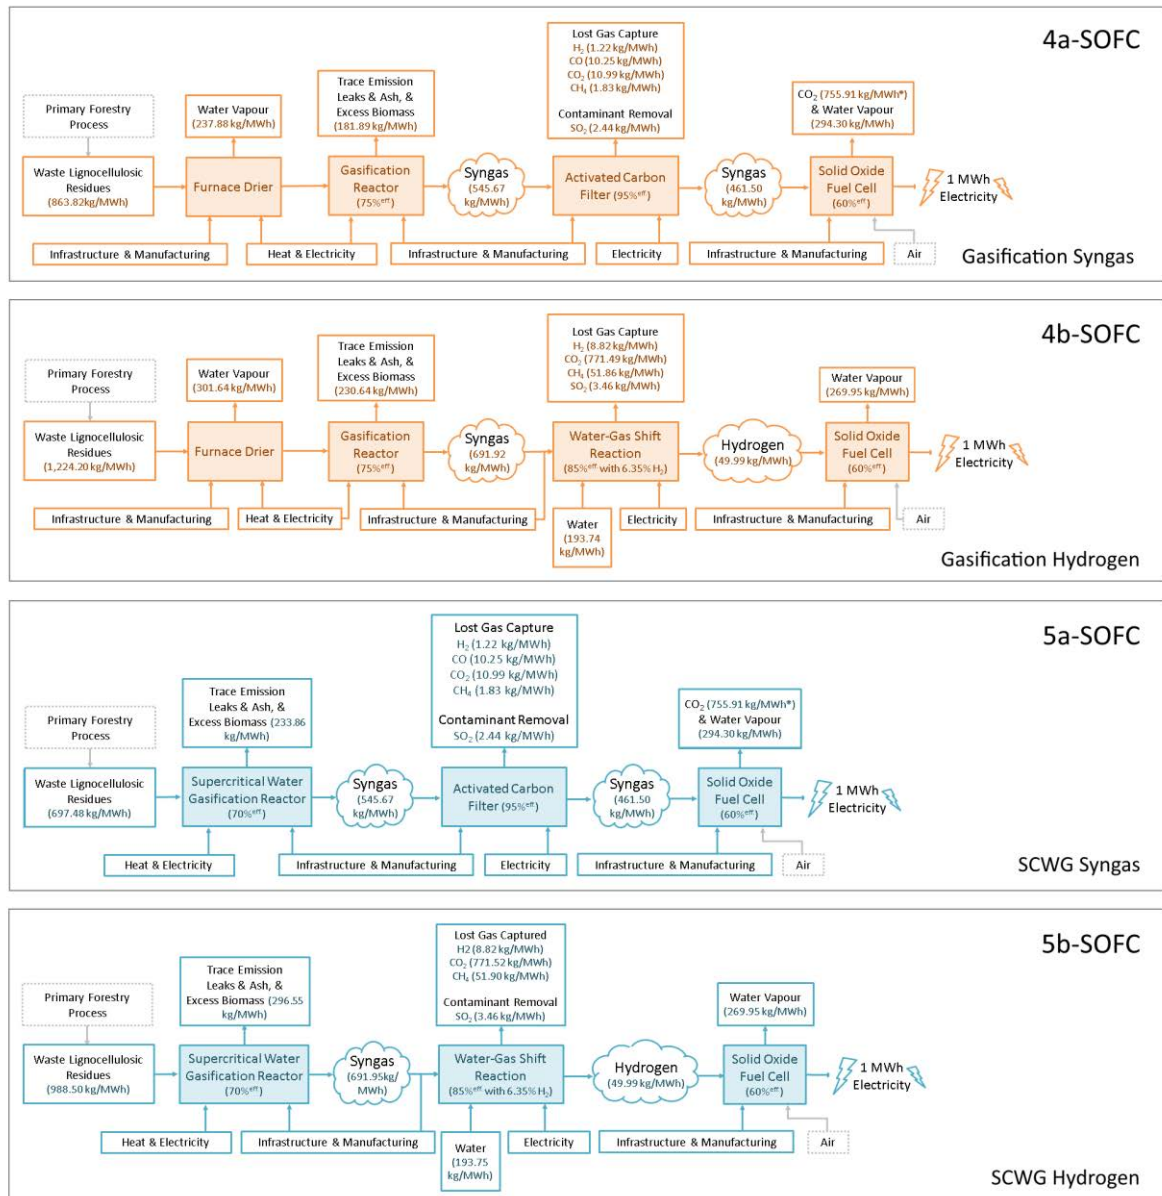 4a-SOFC
Lost Gas Capture
H₂ (1.22 kg/MWh)
CO (10.25 kg/MWh)
CO₂ (10.99 kg/MWh)
CH₄ (1.83 kg/MWh)
Contaminant Removal
SO₂ (2.44 kg/MWh)
Trace Emission
Leaks & Ash, &
Excess Biomass
(181.89 kg/MWh)
CO₂ (755.91 kg/MWh*)
& Water Vapour
(294.30 kg/MWh)
Primary Forestry
Process
Water Vapour
(237.88 kg/MWh)
Waste Lignocellulosic
Residues
(863.82kg/MWh)
Furnace Drier
Gasification
Reactor
(75%ᵉᶠᶠ)
Syngas
(545.67
kg/MWh)
Activated Carbon
Filter (95%ᵉᶠᶠ)
Syngas
(461.50
kg/MWh)
Solid Oxide
Fuel Cell
(60%ᵉᶠᶠ)
1 MWh
Electricity
Infrastructure & Manufacturing
Heat & Electricity
Infrastructure & Manufacturing
Electricity
Infrastructure & Manufacturing
Air
Gasification Syngas
4b-SOFC
Lost Gas Capture
H₂ (8.82 kg/MWh)
CO₂ (771.49 kg/MWh)
CH₄ (51.86 kg/MWh)
SO₂ (3.46 kg/MWh)
Trace Emission
Leaks & Ash, &
Excess Biomass
(230.64 kg/MWh)
Primary Forestry
Process
Water Vapour
(301.64 kg/MWh)
Water Vapour
(269.95 kg/MWh)
Waste Lignocellulosic
Residues
(1,224.20 kg/MWh)
Furnace Drier
Gasification
Reactor
(75%ᵉᶠᶠ)
Syngas
(691.92
kg/MWh)
Water-Gas Shift
Reaction
(85%ᵉᶠᶠ with 6.35% H₂)
Hydrogen
(49.99 kg/MWh)
Solid Oxide
Fuel Cell
(60%ᵉᶠᶠ)
1 MWh
Electricity
Infrastructure & Manufacturing
Heat & Electricity
Infrastructure & Manufacturing
Water
(193.74
kg/MWh)
Electricity
Infrastructure & Manufacturing
Air
Gasification Hydrogen
5a-SOFC
Lost Gas Capture
H₂ (1.22 kg/MWh)
CO (10.25 kg/MWh)
CO₂ (10.99 kg/MWh)
CH₄ (1.83 kg/MWh)
Contaminant Removal
SO₂ (2.44 kg/MWh)
Trace Emission
Leaks & Ash, &
Excess Biomass (233.86
kg/MWh)
CO₂ (755.91 kg/MWh*)
& Water Vapour
(294.30 kg/MWh)
Primary Forestry
Process
Waste Lignocellulosic
Residues
(697.48 kg/MWh)
Supercritical Water
Gasification Reactor
(70%ᵉᶠᶠ)
Syngas
(545.67
kg/MWh)
Activated Carbon
Filter (95%ᵉᶠᶠ)
Syngas
(461.50
kg/MWh)
Solid Oxide
Fuel Cell
(60%ᵉᶠᶠ)
1 MWh
Electricity
Heat & Electricity
Infrastructure & Manufacturing
Electricity
Infrastructure & Manufacturing
Air
SCWG Syngas
5b-SOFC
Lost Gas Captured
H2 (8.82 kg/MWh)
CO₂ (771.52 kg/MWh)
CH₄ (51.90 kg/MWh)
Contaminant Removal
SO₂ (3.46 kg/MWh)
Trace Emission
Leaks & Ash, &
Excess Biomass (296.55
kg/MWh)
Primary Forestry
Process
Water Vapour
(269.95 kg/MWh)
Waste Lignocellulosic
Residues
(988.50 kg/MWh)
Supercritical Water
Gasification Reactor
(70%ᵉᶠᶠ)
Syngas
(691.95kg/
MWh)
Water-Gas Shift
Reaction
(85%ᵉᶠᶠ with 6.35% H₂)
Hydrogen
(49.99 kg/MWh)
Solid Oxide
Fuel Cell
(60%ᵉᶠᶠ)
1 MWh
Electricity
Heat & Electricity
Infrastructure & Manufacturing
Water
(193.75
kg/MWh)
Electricity
Infrastructure & Manufacturing
Air
SCWG Hydrogen